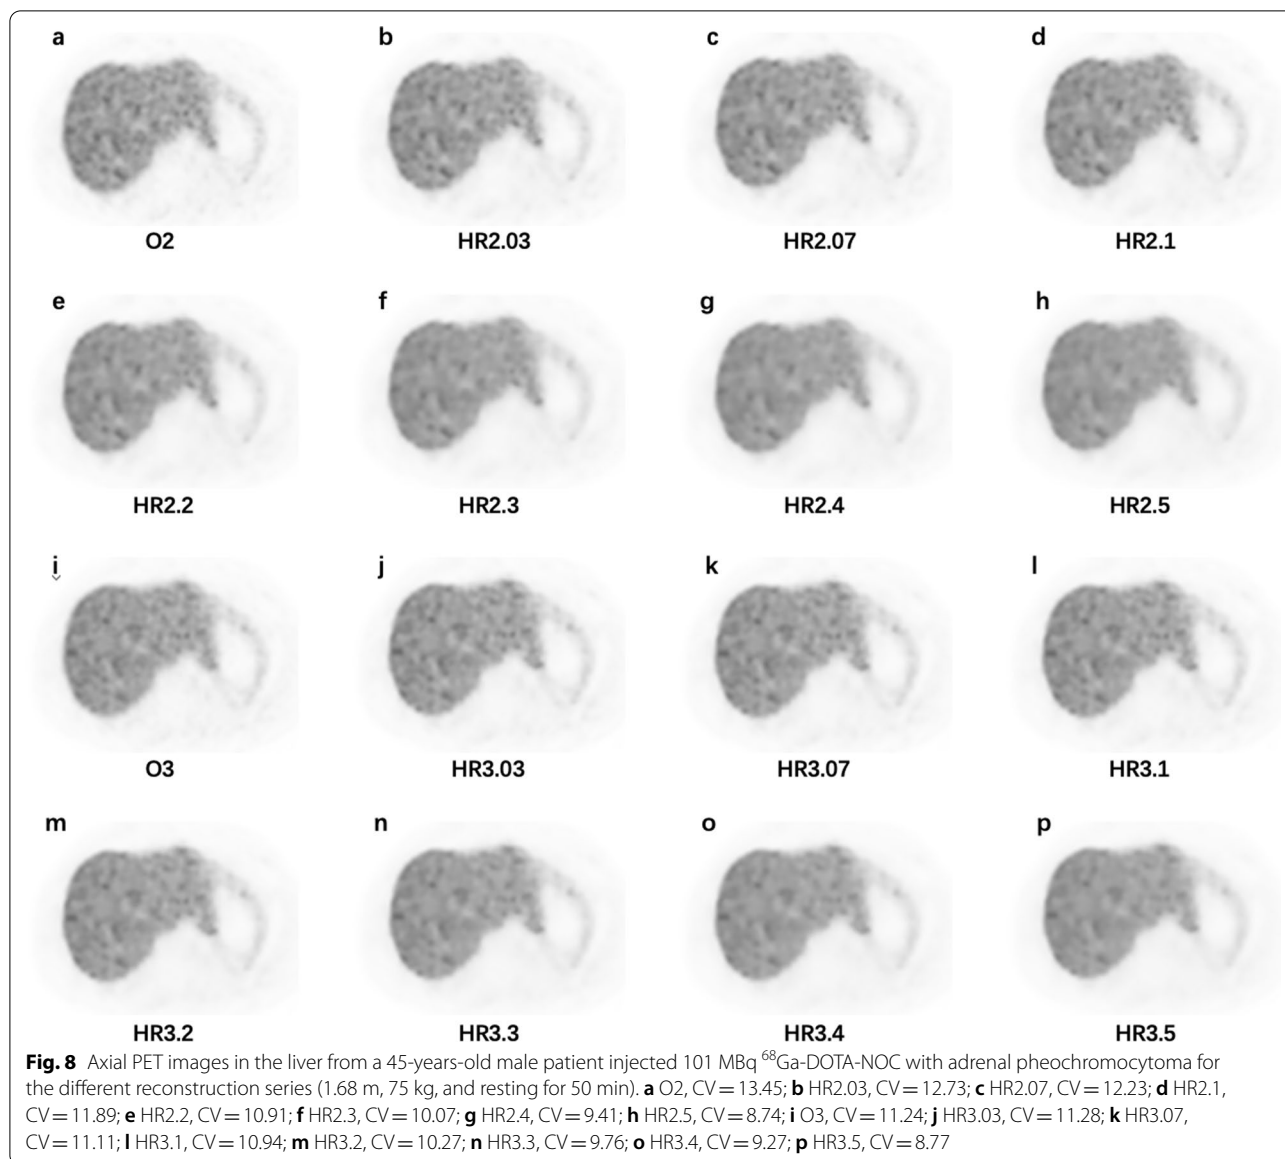 a b c d
O2 HR2.03 HR2.07 HR2.1
e f g h
HR2.2 HR2.3 HR2.4 HR2.5
i j k l
O3 HR3.03 HR3.07 HR3.1
m n o p
HR3.2 HR3.3 HR3.4 HR3.5
Fig. 8 Axial PET images in the liver from a 45-years-old male patient injected 101 MBq ⁶⁸Ga-DOTA-NOC with adrenal pheochromocytoma for
the different reconstruction series (1.68 m, 75 kg, and resting for 50 min). a O2, CV = 13.45; b HR2.03, CV = 12.73; c HR2.07, CV = 12.23; d HR2.1,
CV = 11.89; e HR2.2, CV = 10.91; f HR2.3, CV = 10.07; g HR2.4, CV = 9.41; h HR2.5, CV = 8.74; i O3, CV = 11.24; j HR3.03, CV = 11.28; k HR3.07,
CV = 11.11; l HR3.1, CV = 10.94; m HR3.2, CV = 10.27; n HR3.3, CV = 9.76; o HR3.4, CV = 9.27; p HR3.5, CV = 8.77